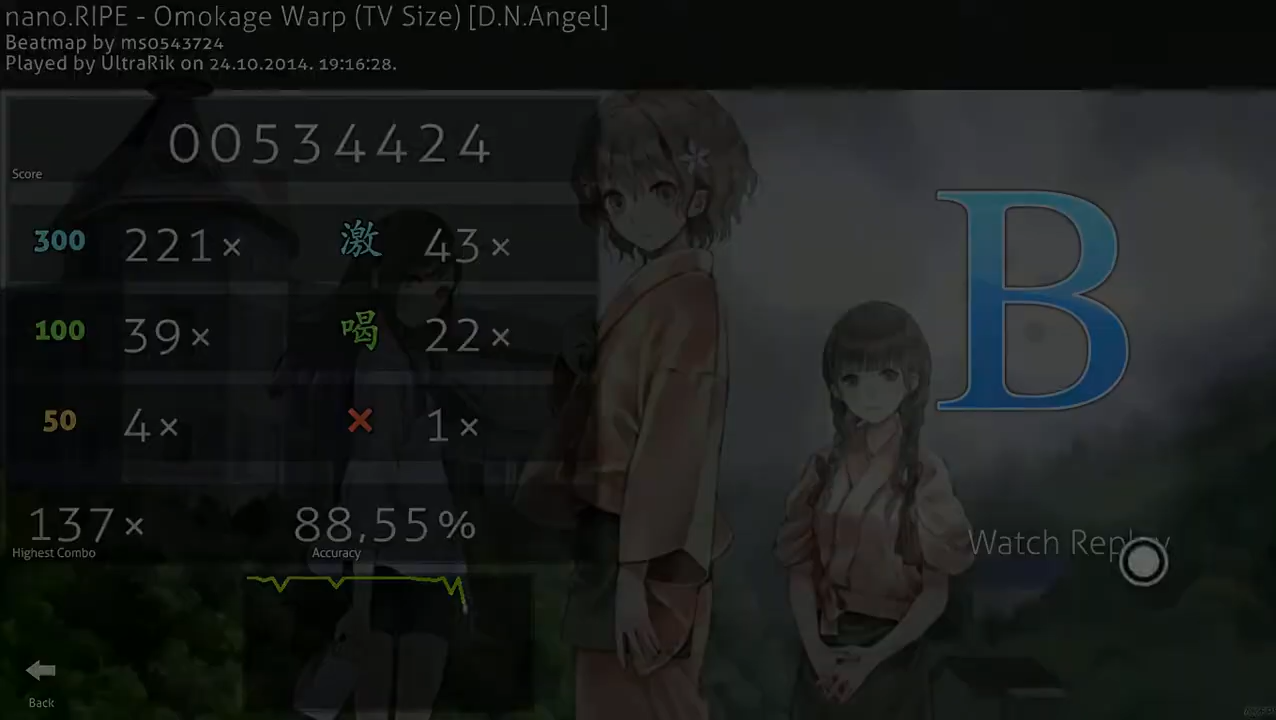 nano.RIPE - Omokage Warp (TV Size) [D.N.Angel]
Beatmap by ms0543724
Played by UltraRik on 24.10.2014. 19:16:28.
00534424
Score
300 221× 激 43×
100 39× 喝 22×
50 4× × 1×
137× 88,55%
Highest Combo Accuracy
B
Watch Replay
Back